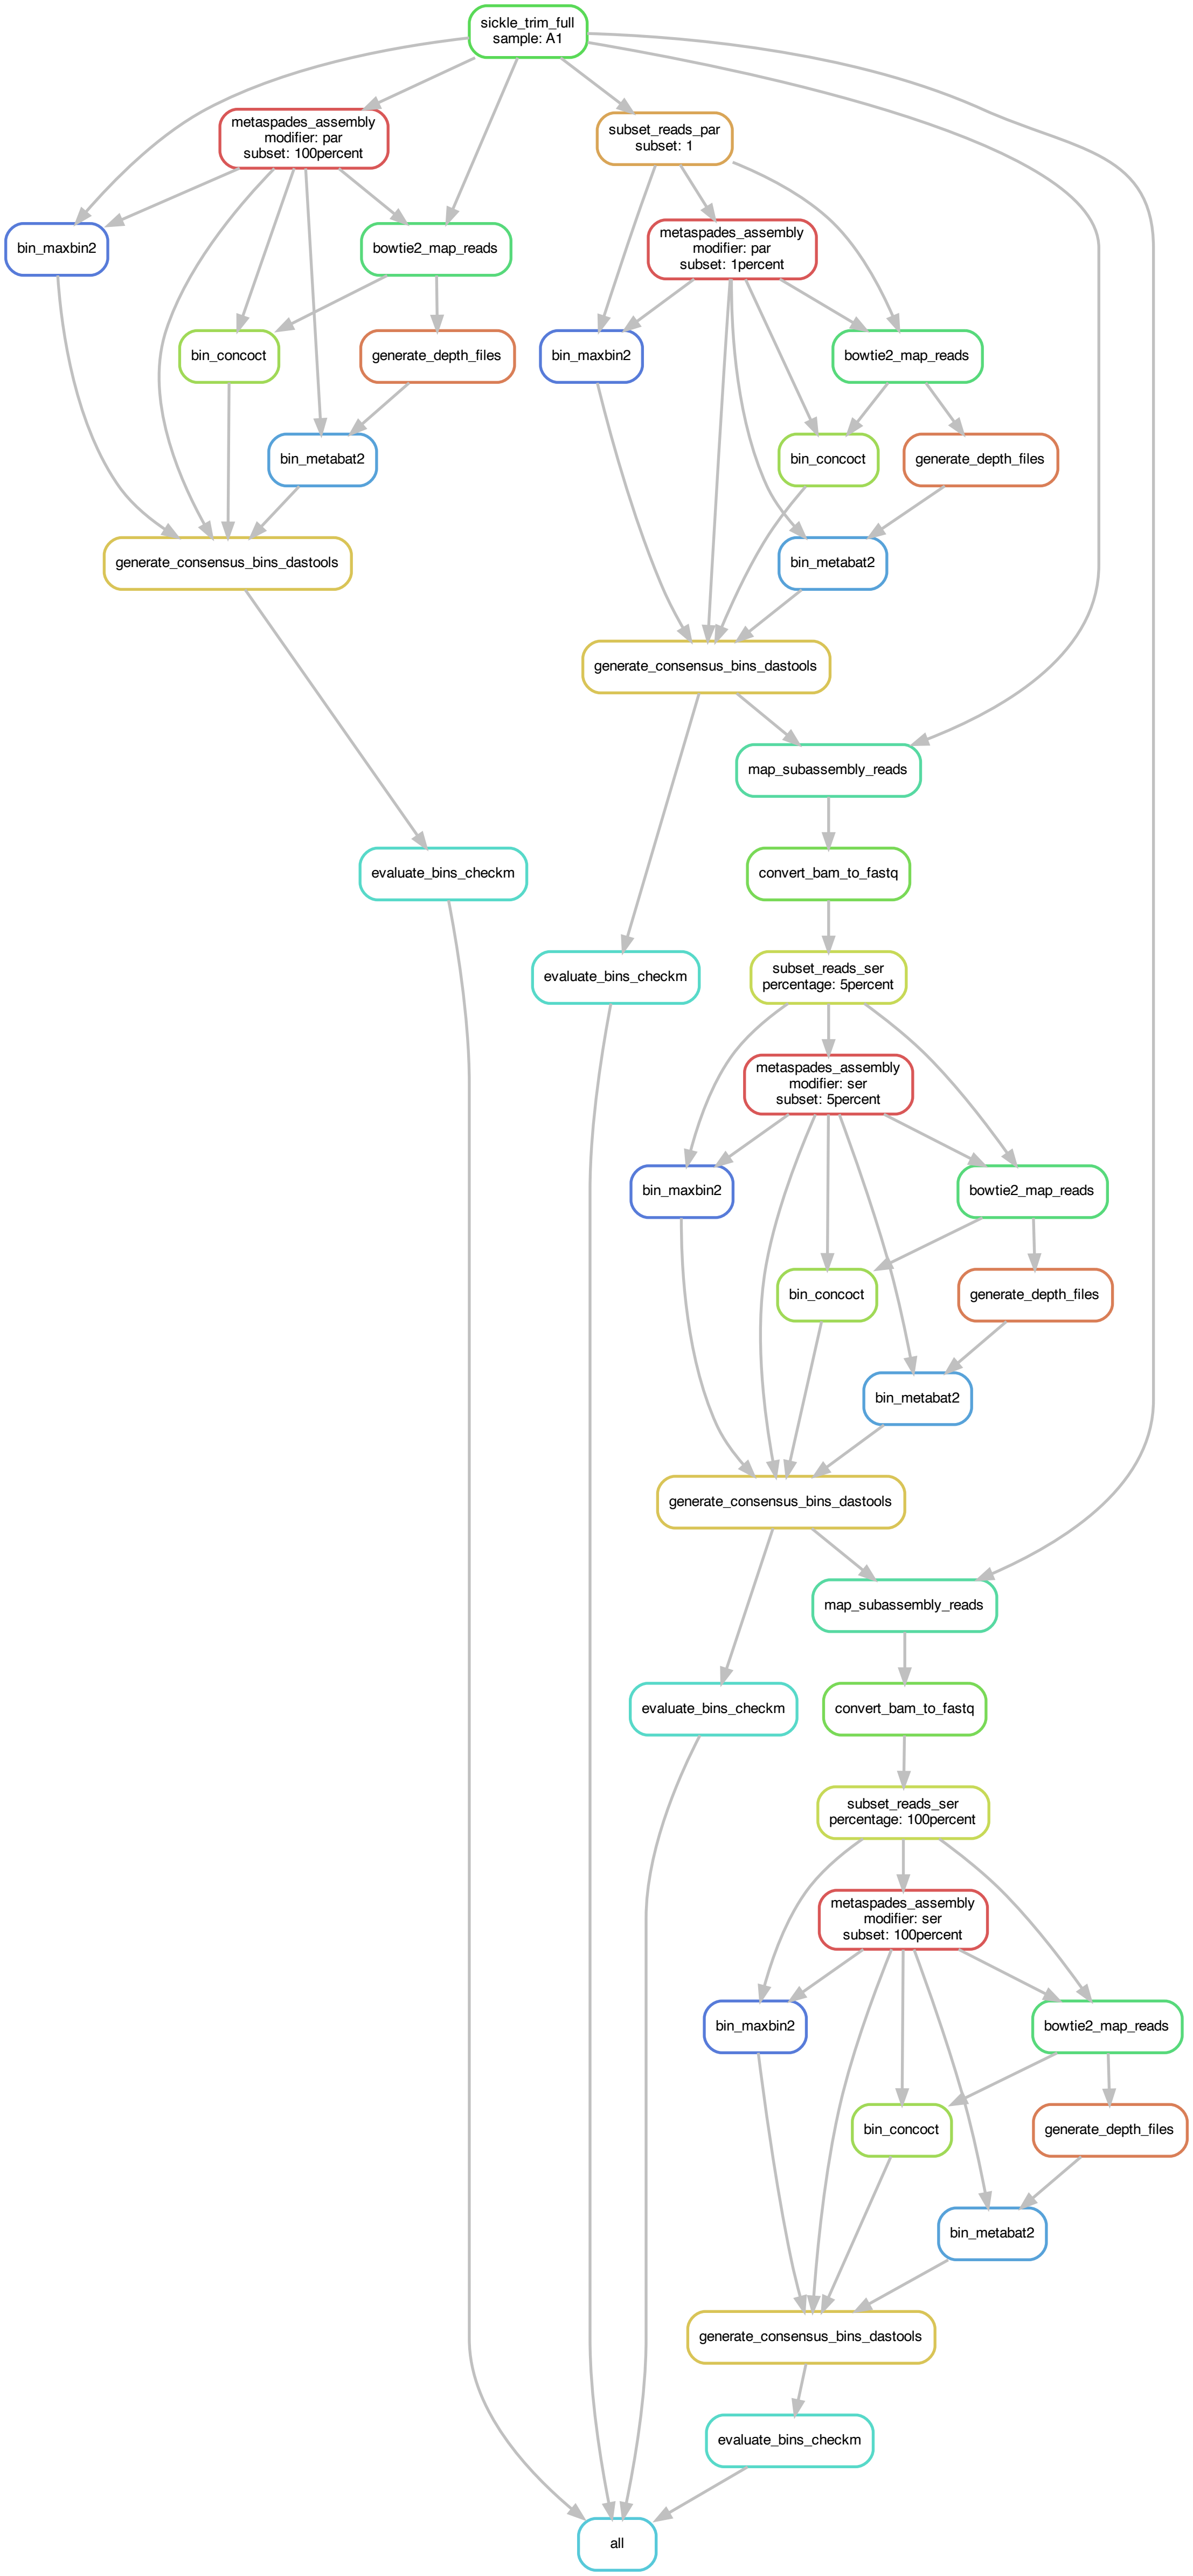 sickle_trim_full
sample: A1
metaspades_assembly
modifier: par
subset: 100percent
subset_reads_par
subset: 1
metaspades_assembly
modifier: par
subset: 1percent
bin_maxbin2
bowtie2_map_reads
bin_concoct
generate_depth_files
bin_maxbin2
bowtie2_map_reads
bin_metabat2
bin_concoct
generate_depth_files
generate_consensus_bins_dastools
bin_metabat2
generate_consensus_bins_dastools
map_subassembly_reads
evaluate_bins_checkm
convert_bam_to_fastq
evaluate_bins_checkm
subset_reads_ser
percentage: 5percent
metaspades_assembly
modifier: ser
subset: 5percent
bin_maxbin2
bowtie2_map_reads
bin_concoct
generate_depth_files
bin_metabat2
generate_consensus_bins_dastools
map_subassembly_reads
evaluate_bins_checkm
convert_bam_to_fastq
subset_reads_ser
percentage: 100percent
metaspades_assembly
modifier: ser
subset: 100percent
bin_maxbin2
bowtie2_map_reads
bin_concoct
generate_depth_files
bin_metabat2
generate_consensus_bins_dastools
evaluate_bins_checkm
all